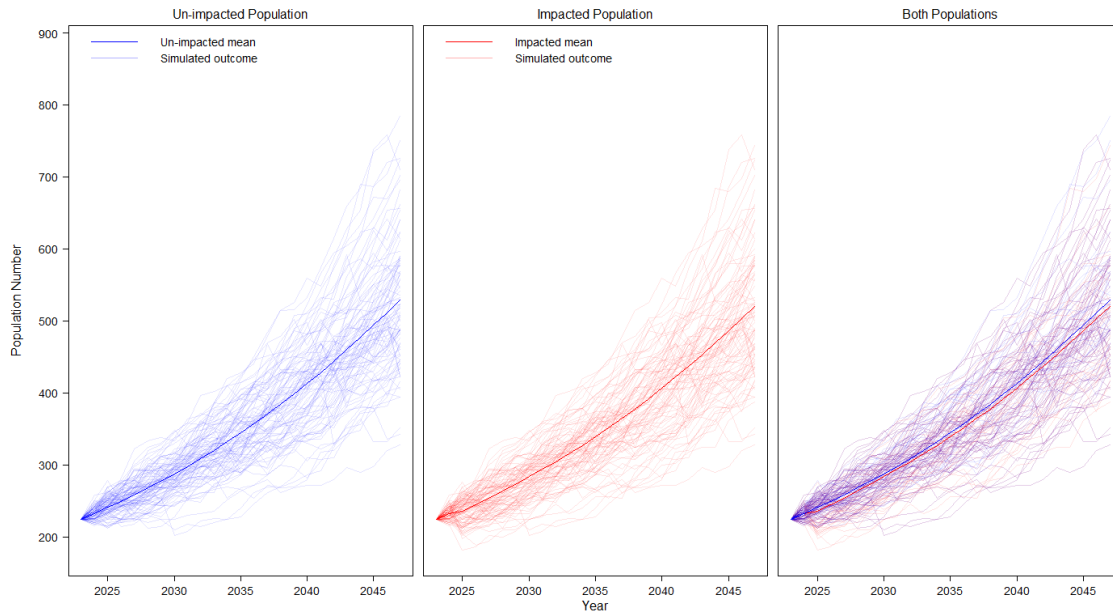 Un-impacted Population
Impacted Population
Both Populations
Un-impacted mean
Simulated outcome
Impacted mean
Simulated outcome
Population Number
900
800
700
600
500
400
300
200
2025 2030 2035 2040 2045
2025 2030 2035 2040 2045
2025 2030 2035 2040 2045
Year